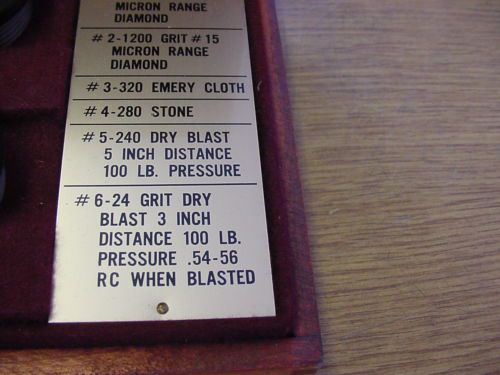 MICRON RANGE
DIAMOND
#2-1200 GRIT #15
MICRON RANGE
DIAMOND
#3-320 EMERY CLOTH
#4-280 STONE
#5-240 DRY BLAST
5 INCH DISTANCE
100 LB. PRESSURE
#6-24 GRIT DRY
BLAST 3 INCH
DISTANCE 100 LB.
PRESSURE .54-56
RC WHEN BLASTED